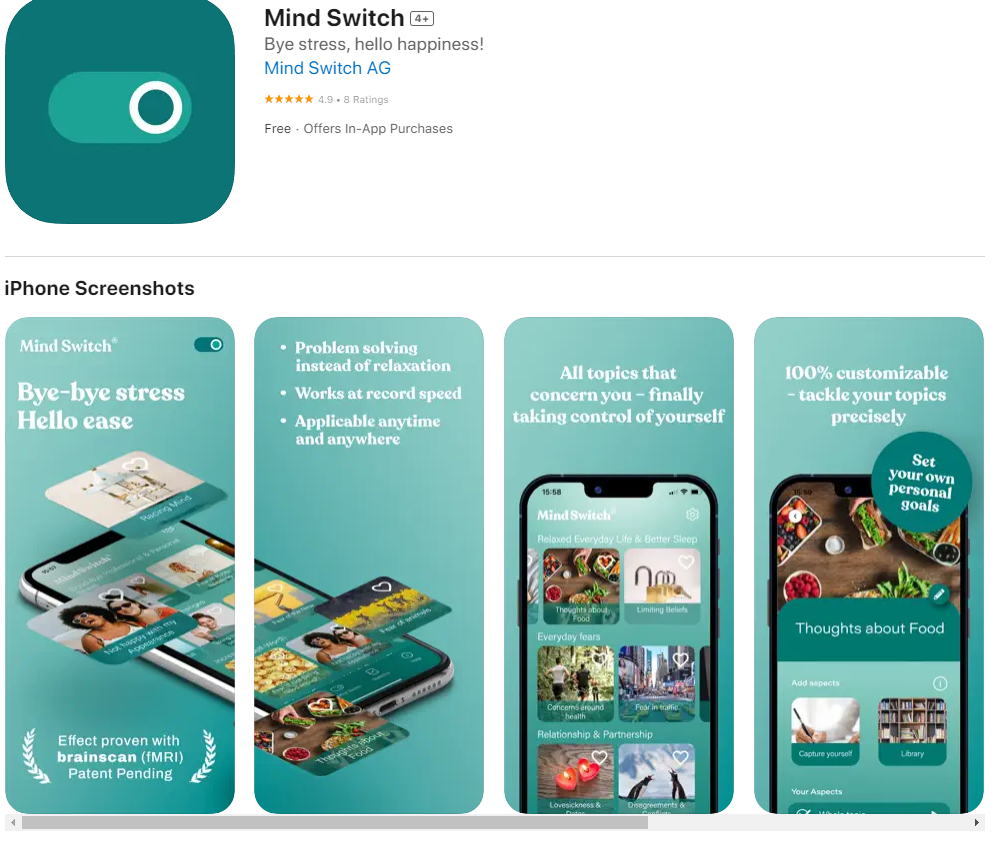 Mind Switch 4+
Bye stress, hello happiness!
Mind Switch AG
4.9 • 8 Ratings
Free · Offers In-App Purchases
iPhone Screenshots
Mind Switch®
Bye-bye stress
Hello ease
Racing Mind
Not happy with my
Appearance
Effect proven with
brainscan (fMRI)
Patent Pending
• Problem solving
instead of relaxation
• Works at record speed
• Applicable anytime
and anywhere
Fear of animals
Thoughts about
Food
All topics that
concern you – finally
taking control of yourself
15:58
Mind Switch®
Relaxed Everyday Life & Better Sleep
Thoughts about
Food
Limiting Beliefs
Everyday fears
Concerns around
health
Fear in traffic
Relationship & Partnership
Lovesickness &
Disagreements &
100% customizable
– tackle your topics
precisely
Set
your own
personal
goals
15:59
Thoughts about Food
Add aspects
Capture yourself
Library
Your Aspects
Whole topic